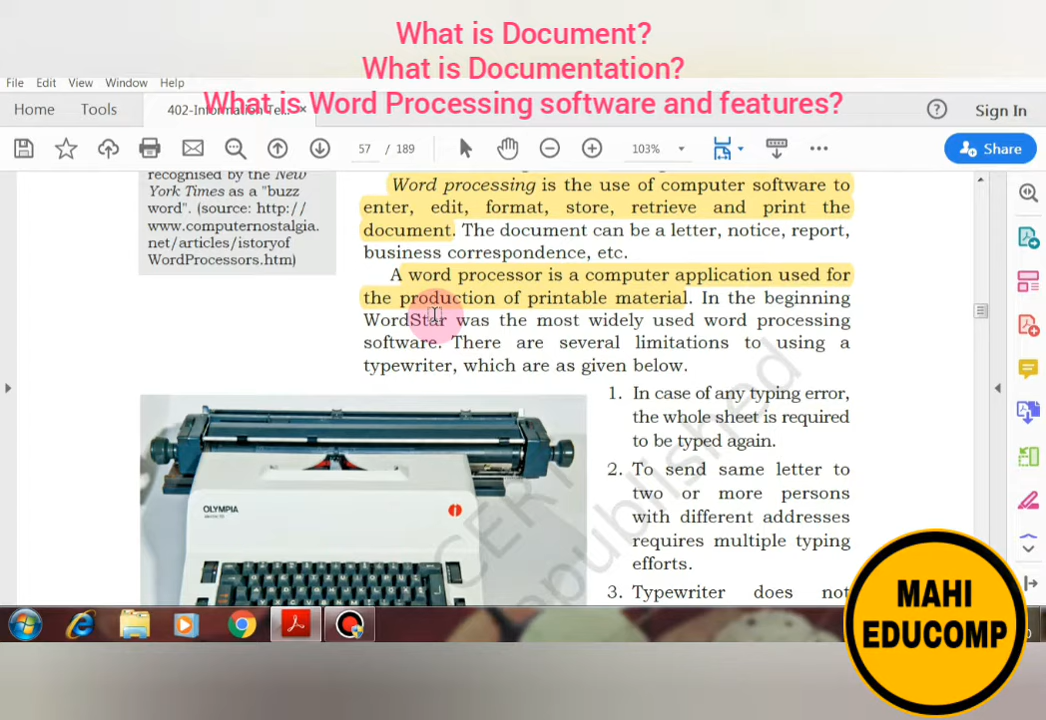 What is Document?
What is Documentation?
What is Word Processing software and features?
File Edit View Window Help
Home Tools 402-Information Te... × Sign In
57 / 189 103% Share
recognised by the New
York Times as a "buzz
word". (source: http://
www.computernostalgia.
net/articles/istoryof
WordProcessors.htm)
Word processing is the use of computer software to
enter, edit, format, store, retrieve and print the
document. The document can be a letter, notice, report,
business correspondence, etc.
A word processor is a computer application used for
the production of printable material. In the beginning
WordStar was the most widely used word processing
software. There are several limitations to using a
typewriter, which are as given below.
1. In case of any typing error,
the whole sheet is required
to be typed again.
2. To send same letter to
two or more persons
with different addresses
requires multiple typing
efforts.
3. Typewriter does not
OLYMPIA
MAHI
EDUCOMP